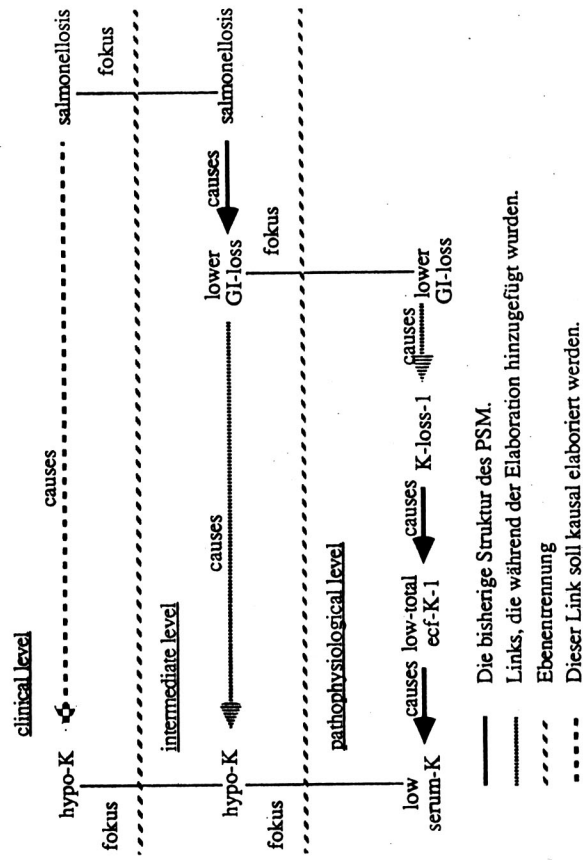 clinical level
causes
hypo-K
salmonellosis
fokus
fokus
intermediate level
hypo-K
causes
lower
GI-loss
causes
salmonellosis
fokus
fokus
pathophysiological level
low
serum-K
causes
low-total
ecf-K-1
causes
K-loss-1
causes
lower
GI-loss
Die bisherige Struktur des PSM.
Links, die während der Elaboration hinzugefügt wurden.
Ebenentrennung
Dieser Link soll kausal elaboriert werden.